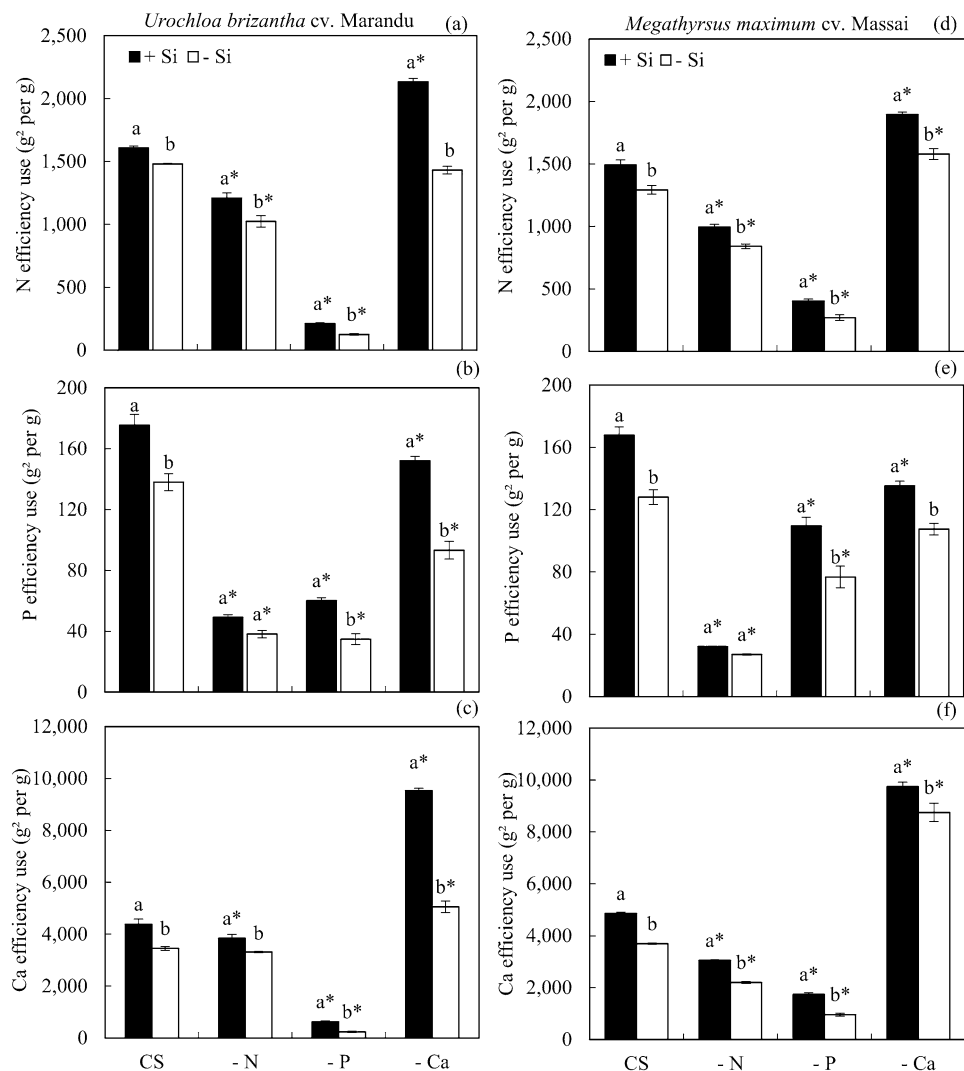 Urochloa brizantha cv. Marandu
(a)
2,500
2,000
1,500
1,000
500
0
N efficiency use (g² per g)
+ Si - Si
a b a* b* a* b* a* b
(b)
200
160
120
80
40
0
P efficiency use (g² per g)
a b a* a* a* b* a* b*
(c)
12,000
10,000
8,000
6,000
4,000
2,000
0
Ca efficiency use (g² per g)
a b a* b a* b* a* b*
CS - N - P - Ca
Megathyrsus maximum cv. Massai
(d)
2,500
2,000
1,500
1,000
500
0
N efficiency use (g² per g)
+ Si - Si
a b a* b* a* b* a* b*
(e)
200
160
120
80
40
0
P efficiency use (g² per g)
a b a* a* a* b* a* b
(f)
12,000
10,000
8,000
6,000
4,000
2,000
0
Ca efficiency use (g² per g)
a b a* b* a* b* a* b*
CS - N - P - Ca